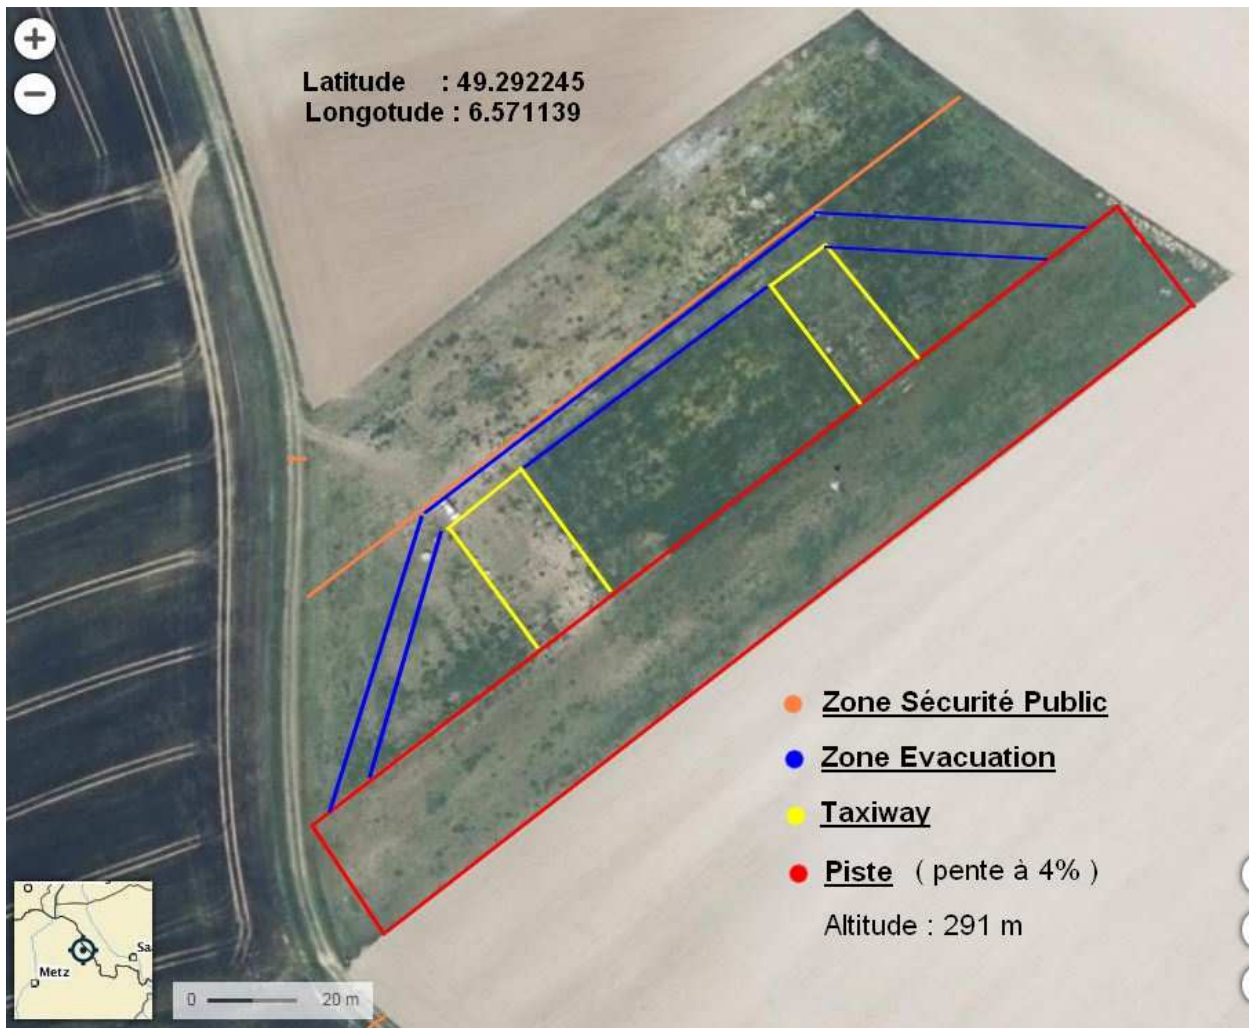 Latitude : 49.292245
Longotude : 6.571139
Zone Sécurité Public
Zone Evacuation
Taxiway
Piste ( pente à 4% )
Altitude : 291 m
Metz
Sa
0 20 m